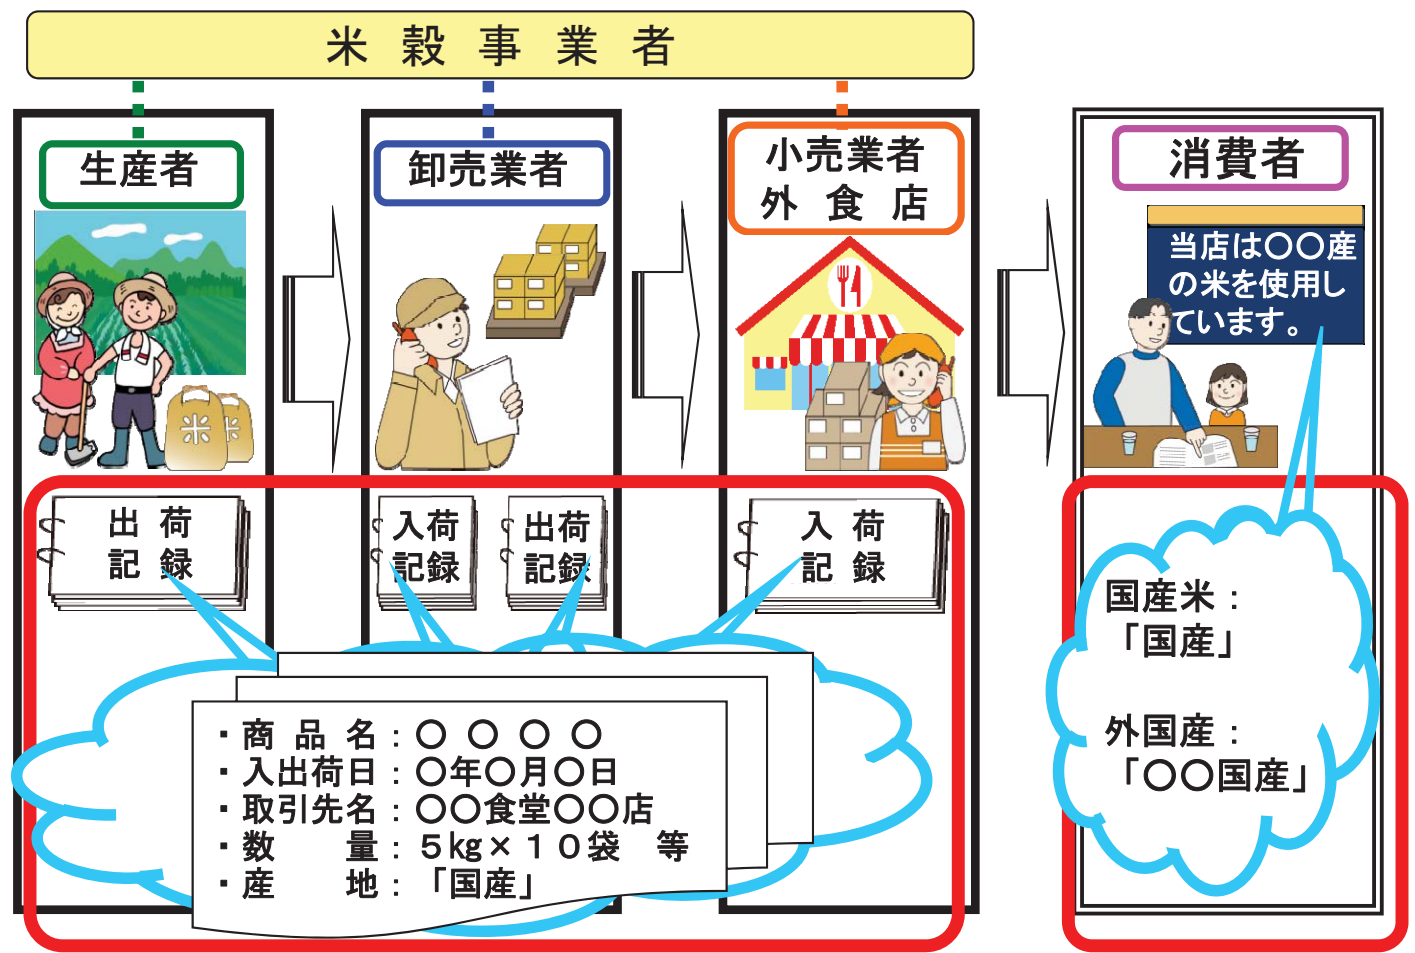 米穀事業者
生産者
卸売業者
小売業者
外食店
消費者
当店は〇〇産
の米を使用し
ています。
米
米
出荷
記録
入荷
記録
出荷
記録
入荷
記録
・商品名：〇〇〇〇
・入出荷日：〇年〇月〇日
・取引先名：〇〇食堂〇〇店
・数量：５kg×１０袋　等
・産地：「国産」
国産米：
「国産」
外国産：
「〇〇国産」